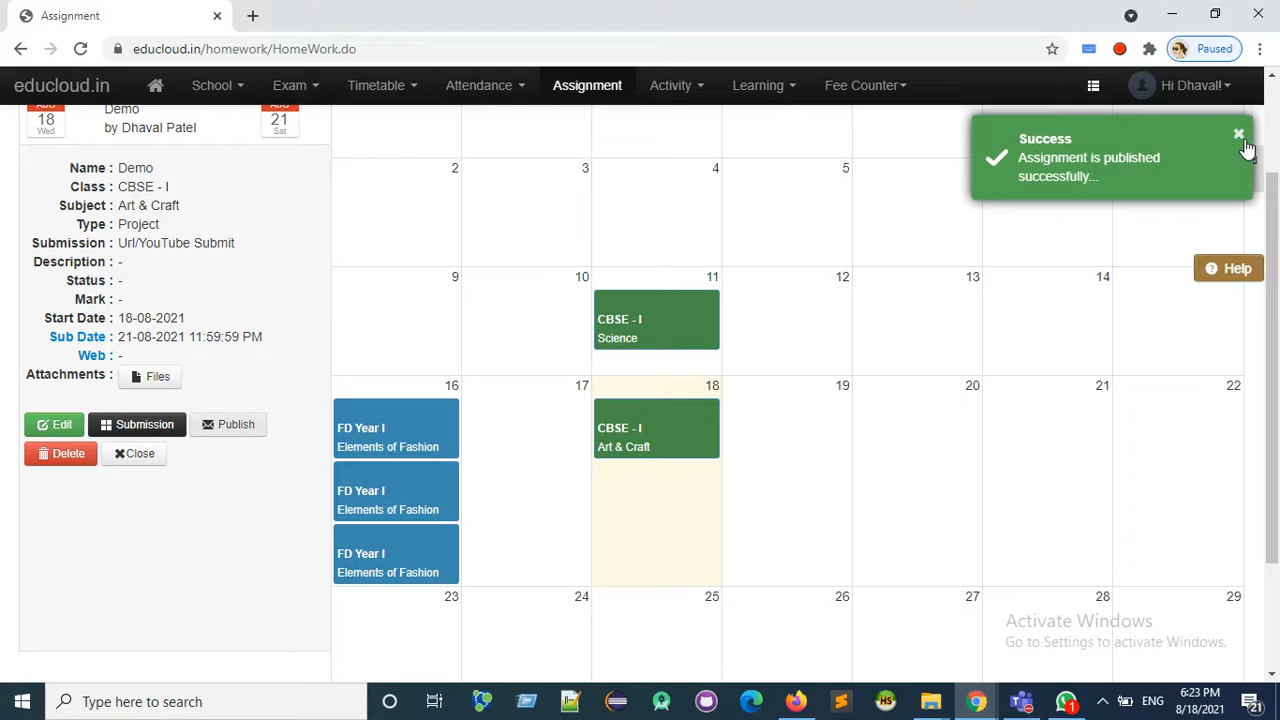 Assignment
educloud.in/homework/HomeWork.do
Paused
educloud.in
School
Exam
Timetable
Attendance
Assignment
Activity
Learning
Fee Counter
Hi Dhaval!
18
Wed
Demo
by Dhaval Patel
21
Sat
Name : Demo
Class : CBSE - I
Subject : Art & Craft
Type : Project
Submission : Url/YouTube Submit
Description : -
Status : -
Mark : -
Start Date : 18-08-2021
Sub Date : 21-08-2021 11:59:59 PM
Web : -
Attachments : Files
Edit Submission Publish
Delete Close
Success
Assignment is published
successfully...
Help
2 3 4 5
9 10 11 12 13 14
CBSE - I
Science
16 17 18 19 20 21 22
FD Year I
Elements of Fashion
FD Year I
Elements of Fashion
FD Year I
Elements of Fashion
CBSE - I
Art & Craft
23 24 25 26 27 28 29
Activate Windows
Go to Settings to activate Windows.
Type here to search
HS
1
ENG
6:23 PM
8/18/2021
21